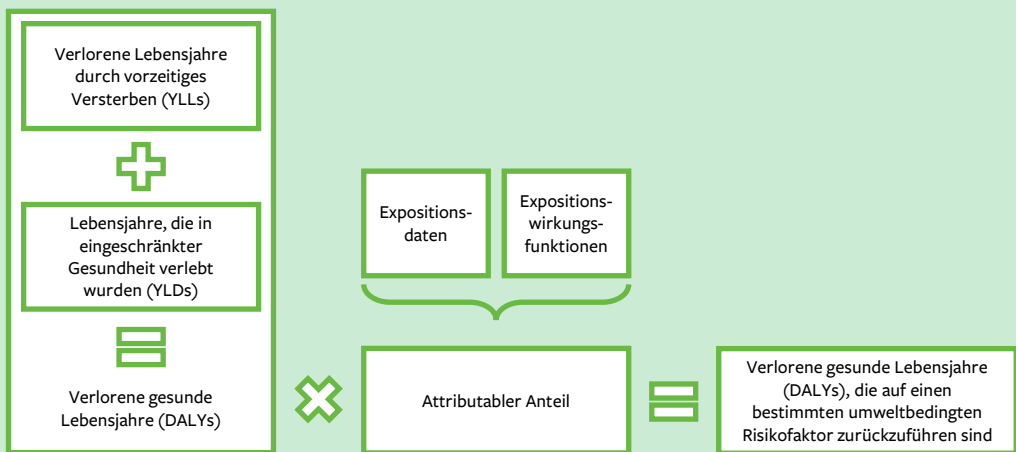 Verlorene Lebensjahre
durch vorzeitiges
Versterben (YLLs)
Lebensjahre, die in
eingeschränkter
Gesundheit verlebt
wurden (YLDs)
Verlorene gesunde
Lebensjahre (DALYs)
Expositions-
daten
Expositions-
wirkungs-
funktionen
Attributabler Anteil
Verlorene gesunde Lebensjahre
(DALYs), die auf einen
bestimmten umweltbedingten
Risikofaktor zurückzuführen sind